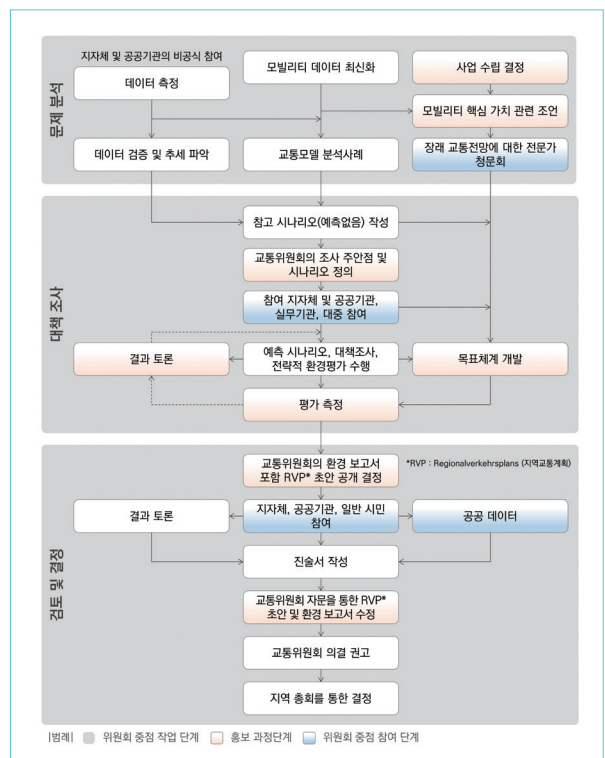 문제 분석
지자체 및 공공기관의 비공식 참여
데이터 측정
모빌리티 데이터 최신화
사업 수립 결정
모빌리티 핵심 가치 관련 조언
데이터 검증 및 추세 파악
교통모델 분석사례
장래 교통전망에 대한 전문가
청문회
대책 조사
참고 시나리오(예측없음) 작성
교통위원회의 조사 주안점 및
시나리오 정의
참여 지자체 및 공공기관,
실무기관, 대중 참여
결과 토론
예측 시나리오, 대책조사,
전략적 환경평가 수행
목표체계 개발
평가 측정
검토 및 결정
교통위원회의 환경 보고서
포함 RVP* 초안 공개 결정
*RVP : Regionalverkehrsplans (지역교통계획)
결과 토론
지자체, 공공기관, 일반 시민
참여
공공 데이터
진술서 작성
교통위원회 자문을 통한 RVP*
초안 및 환경 보고서 수정
교통위원회 의결 권고
지역 총회를 통한 결정
|범례| 위원회 중점 작업 단계 홍보 과정단계 위원회 중점 참여 단계